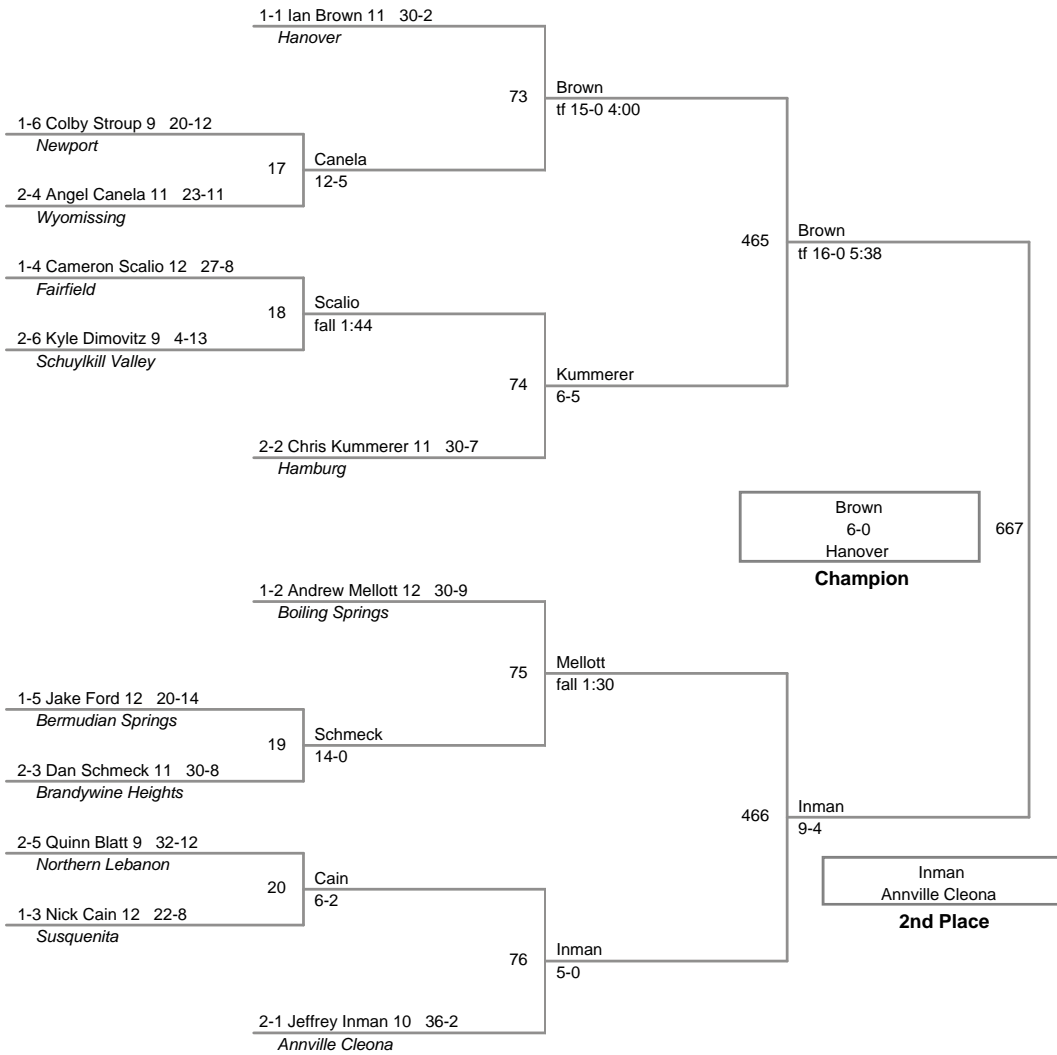 1-1 Ian Brown 11 30-2
Hanover
73
Brown
tf 15-0 4:00
1-6 Colby Stroup 9 20-12
Newport
17
Canela
12-5
2-4 Angel Canela 11 23-11
Wyomissing
465
Brown
tf 16-0 5:38
1-4 Cameron Scalio 12 27-8
Fairfield
18
Scalio
fall 1:44
2-6 Kyle Dimovitz 9 4-13
Schuylkill Valley
74
Kummerer
6-5
2-2 Chris Kummerer 11 30-7
Hamburg
Brown
6-0
Hanover
Champion
667
1-2 Andrew Mellott 12 30-9
Boiling Springs
75
Mellott
fall 1:30
1-5 Jake Ford 12 20-14
Bermudian Springs
19
Schmeck
14-0
2-3 Dan Schmeck 11 30-8
Brandywine Heights
466
Inman
9-4
2-5 Quinn Blatt 9 32-12
Northern Lebanon
20
Cain
6-2
1-3 Nick Cain 12 22-8
Susquenita
Inman
Annville Cleona
2nd Place
76
Inman
5-0
2-1 Jeffrey Inman 10 36-2
Annville Cleona